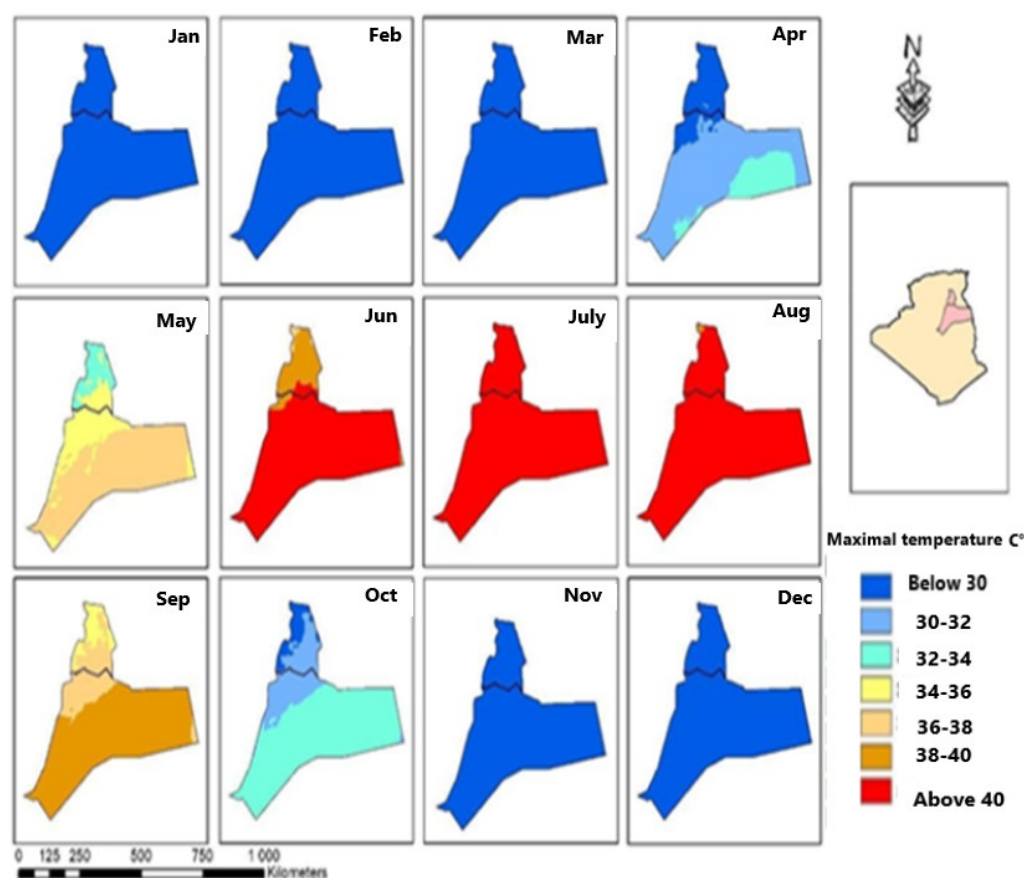 Jan
Feb
Mar
Apr
N
May
Jun
July
Aug
Maximal temperature C°
Below 30
30-32
32-34
34-36
36-38
38-40
Above 40
Sep
Oct
Nov
Dec
0 125 250 500 750 1 000
Kilometers